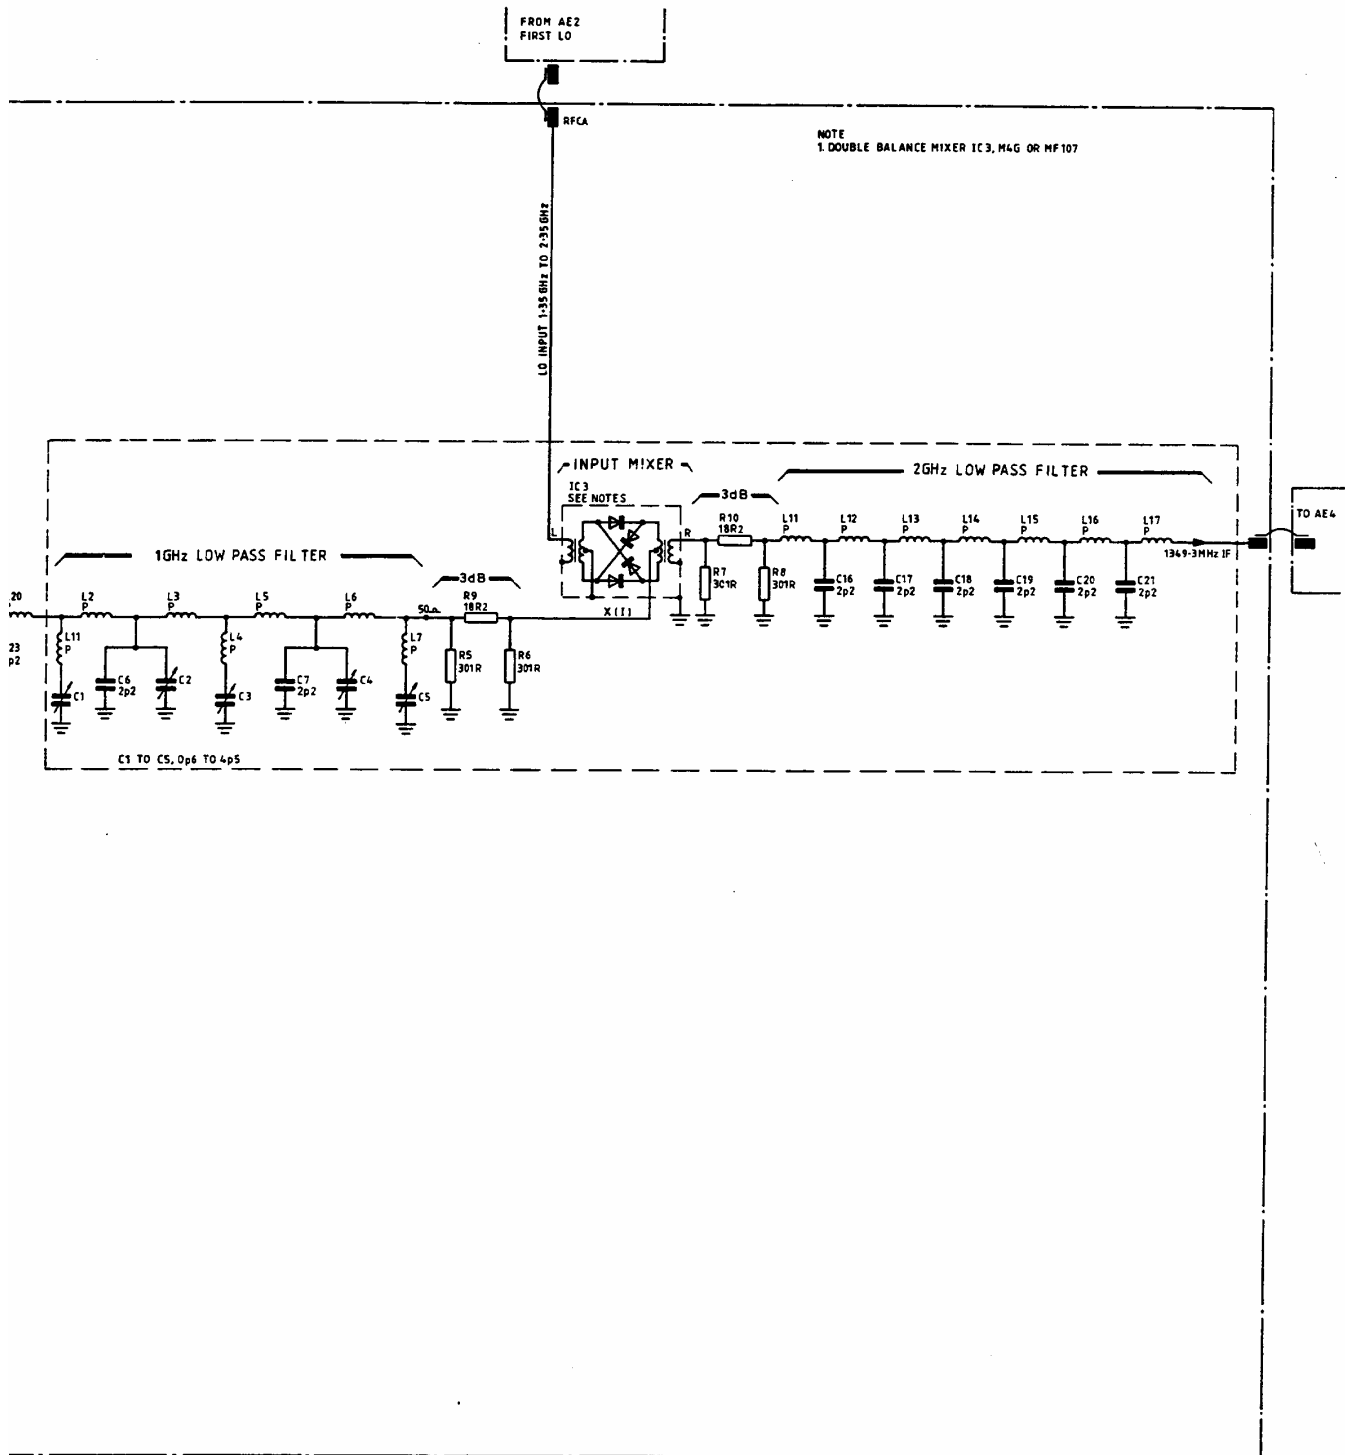 FROM AE2
FIRST LO
RFCA
NOTE
1. DOUBLE BALANCE MIXER IC3, M4G OR MF107
LO INPUT 1·35GHz TO 2·35GHz
INPUT MIXER
IC3
SEE NOTES
L
R
X(I)
3dB
R10
18R2
R7
301R
R8
301R
2GHz LOW PASS FILTER
L11
P
L12
P
L13
P
L14
P
L15
P
L16
P
L17
P
C16
2p2
C17
2p2
C18
2p2
C19
2p2
C20
2p2
C21
2p2
1349·3MHz IF
TO AE4
1GHz LOW PASS FILTER
20
23
p2
L2
P
L3
P
L5
P
L6
P
L11
P
L4
P
L7
P
50Ω
3dB
R9
18R2
R5
301R
R6
301R
C1
C6
2p2
C2
C3
C7
2p2
C4
C5
C1 TO C5, 0p6 TO 4p5